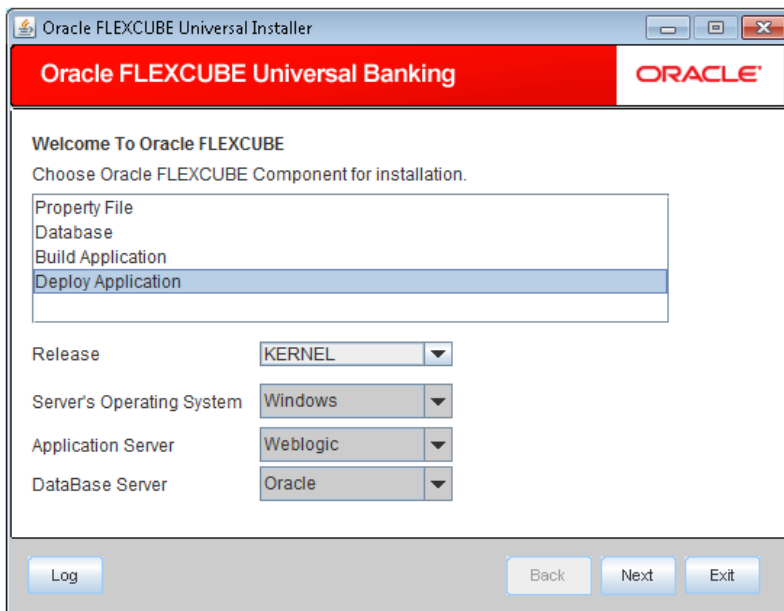 Oracle FLEXCUBE Universal Installer
Oracle FLEXCUBE Universal Banking
ORACLE
Welcome To Oracle FLEXCUBE
Choose Oracle FLEXCUBE Component for installation.
Property File
Database
Build Application
Deploy Application
Release KERNEL
Server's Operating System Windows
Application Server Weblogic
DataBase Server Oracle
Log Back Next Exit